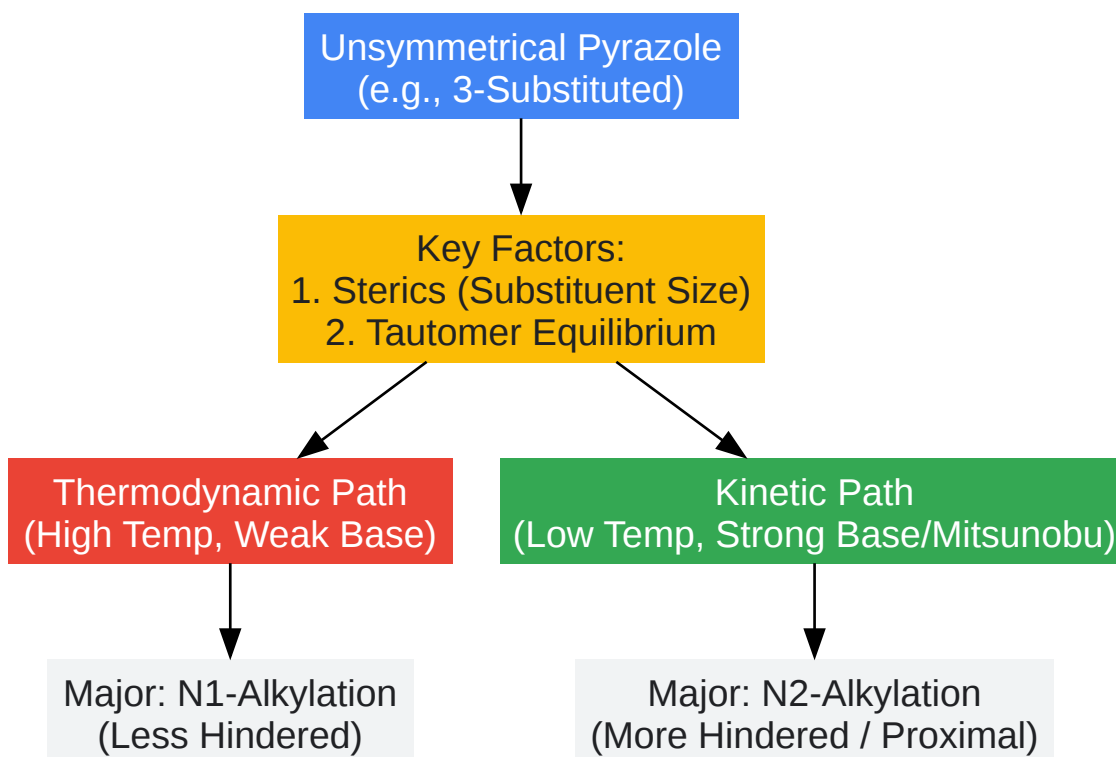 Unsymmetrical Pyrazole
(e.g., 3-Substituted)
Key Factors:
1. Sterics (Substituent Size)
2. Tautomer Equilibrium
Thermodynamic Path
(High Temp, Weak Base)
Kinetic Path
(Low Temp, Strong Base/Mitsunobu)
Major: N1-Alkylation
(Less Hindered)
Major: N2-Alkylation
(More Hindered / Proximal)